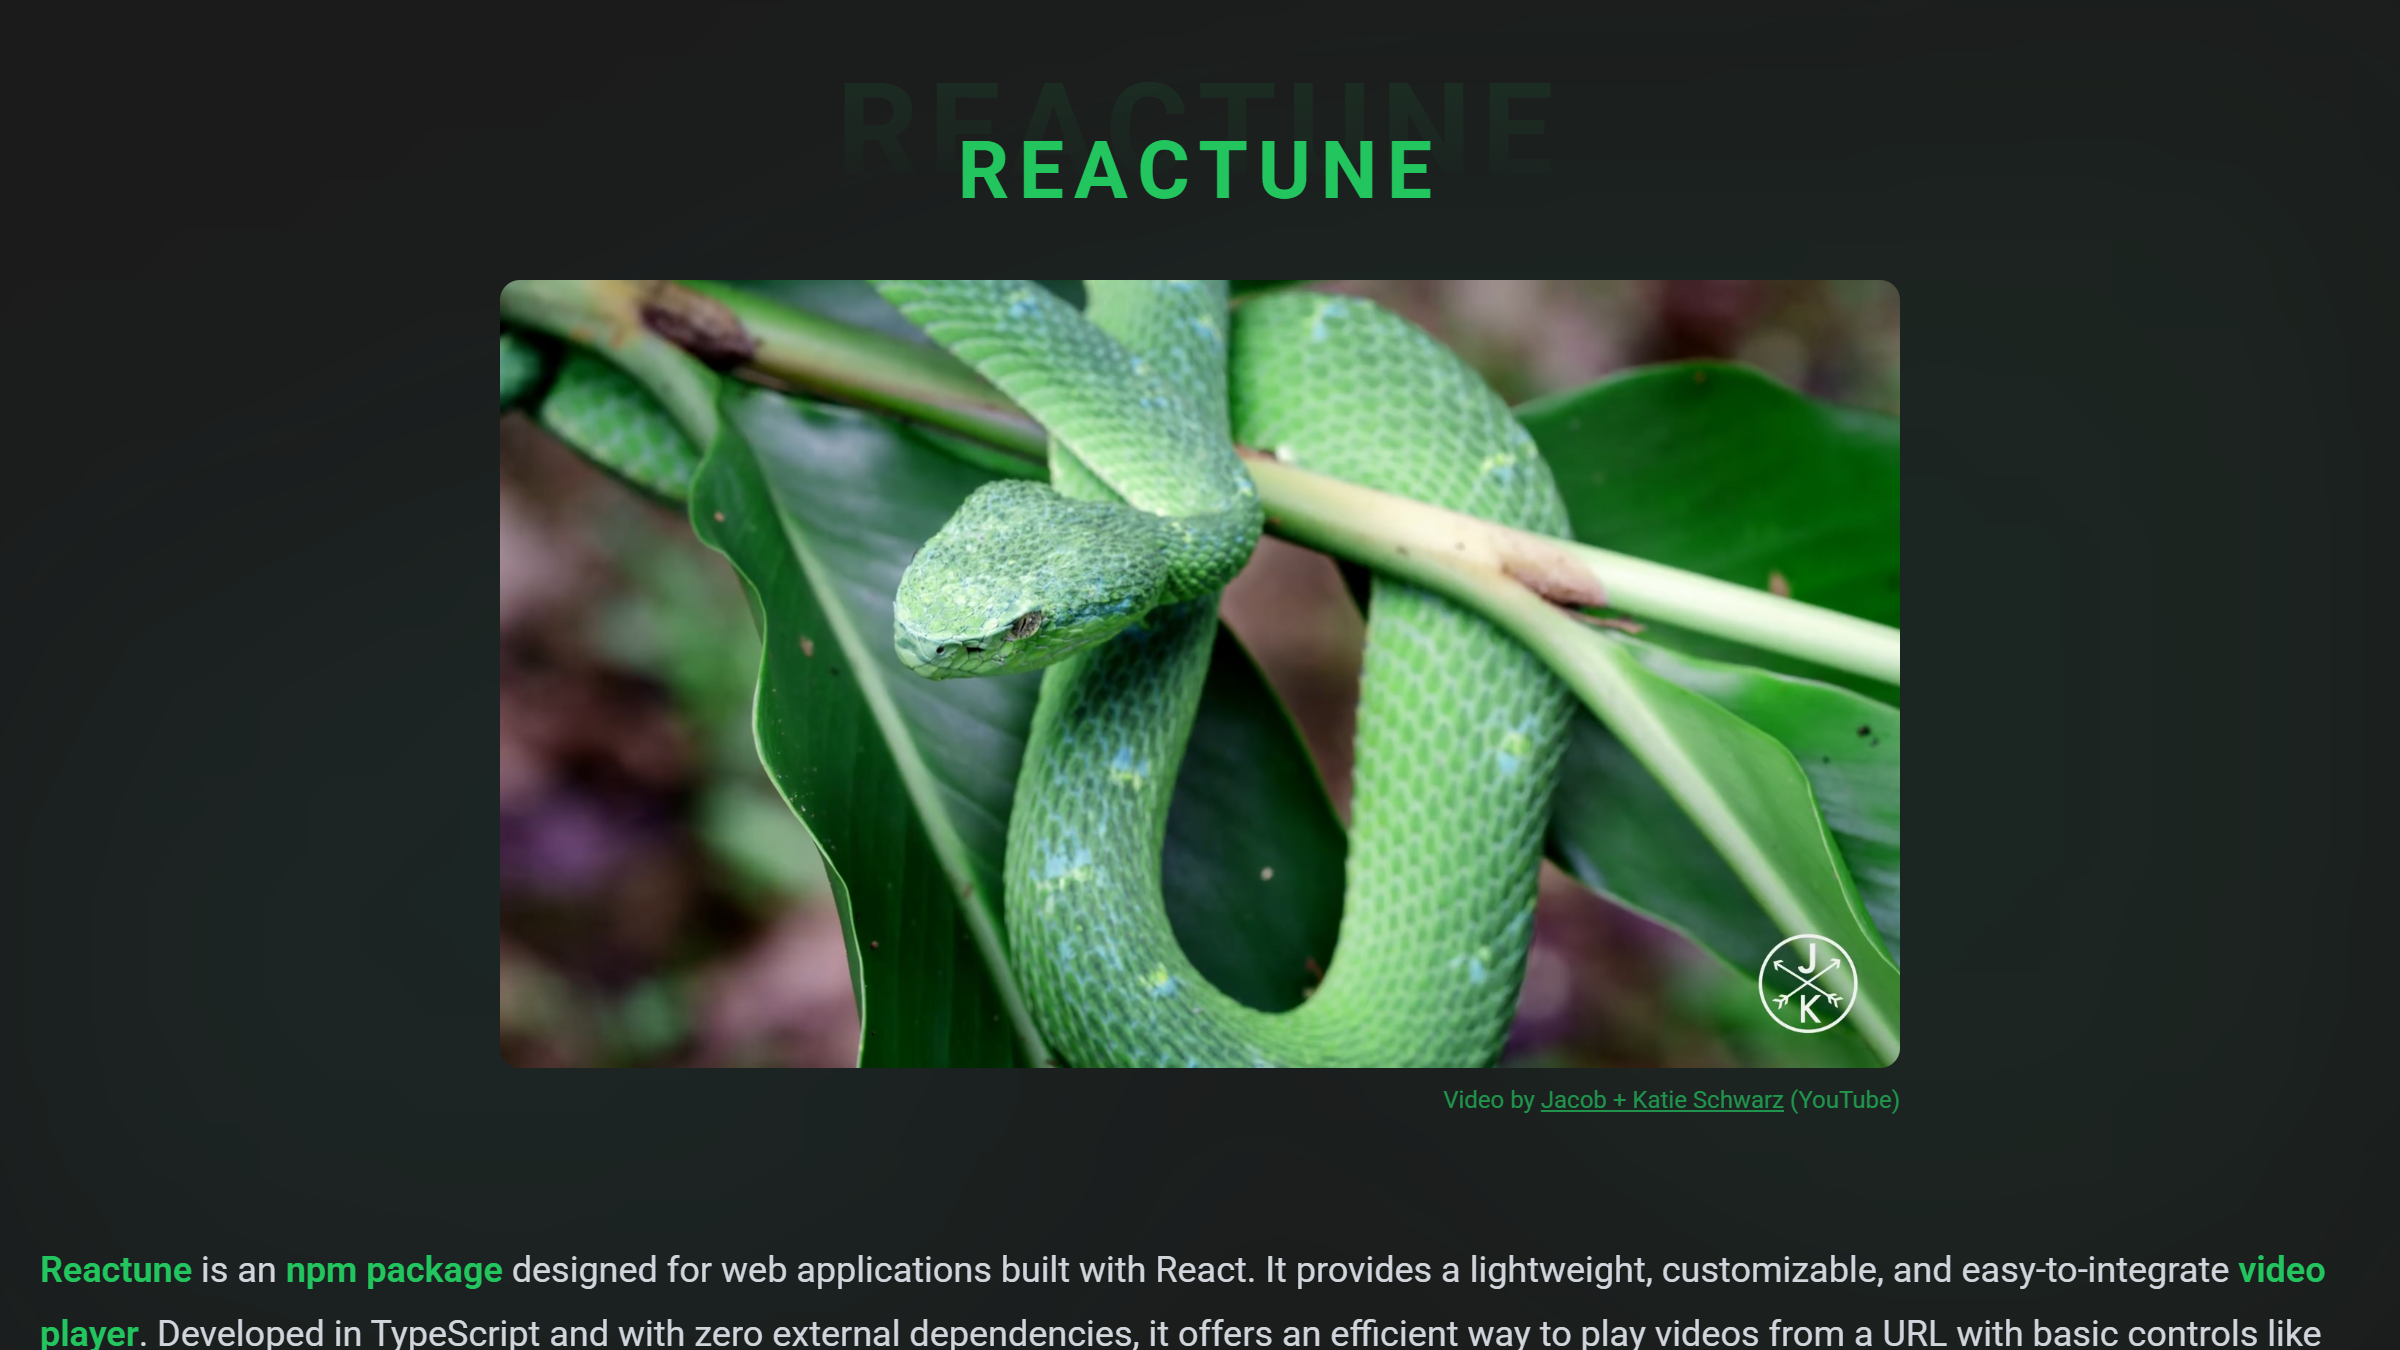 REACTUNE
REACTUNE
J
K
Video by Jacob + Katie Schwarz (YouTube)
Reactune is an npm package designed for web applications built with React. It provides a lightweight, customizable, and easy-to-integrate video
player. Developed in TypeScript and with zero external dependencies, it offers an efficient way to play videos from a URL with basic controls like